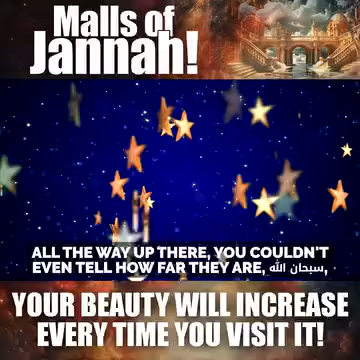 Malls of
Jannah!
ALL THE WAY UP THERE, YOU COULDN'T
EVEN TELL HOW FAR THEY ARE, سبحان الله,
YOUR BEAUTY WILL INCREASE
EVERY TIME YOU VISIT IT!